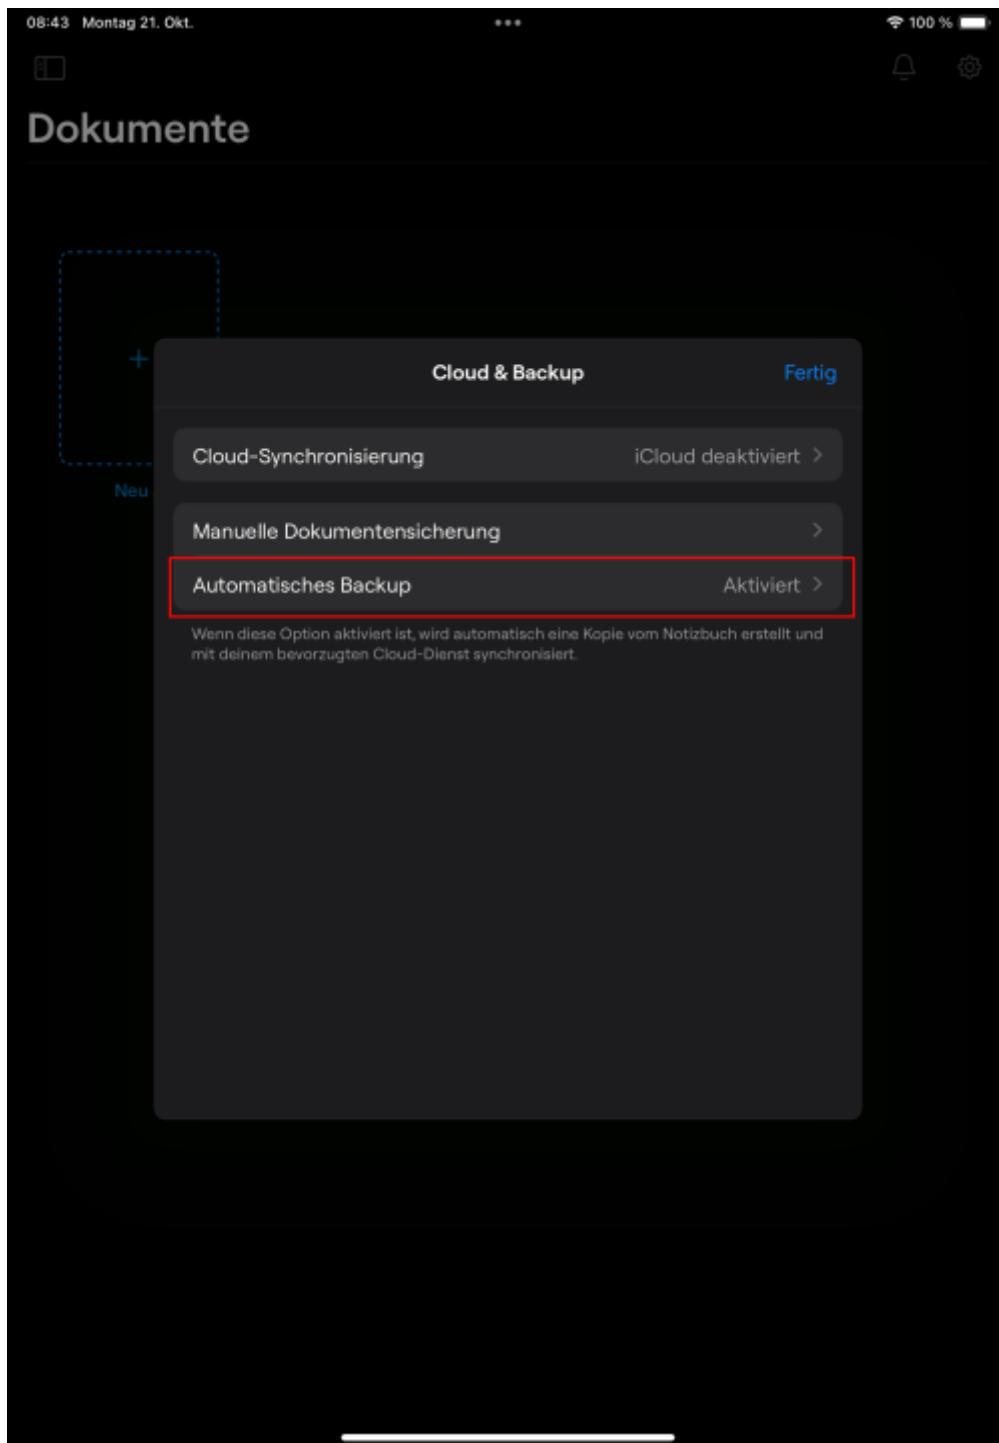 08:43 Montag 21. Okt.
100 %
Dokumente
Neu
Cloud & Backup
Fertig
Cloud-Synchronisierung
iCloud deaktiviert
Manuelle Dokumentensicherung
Automatisches Backup
Aktiviert
Wenn diese Option aktiviert ist, wird automatisch eine Kopie vom Notizbuch erstellt und
mit deinem bevorzugten Cloud-Dienst synchronisiert.